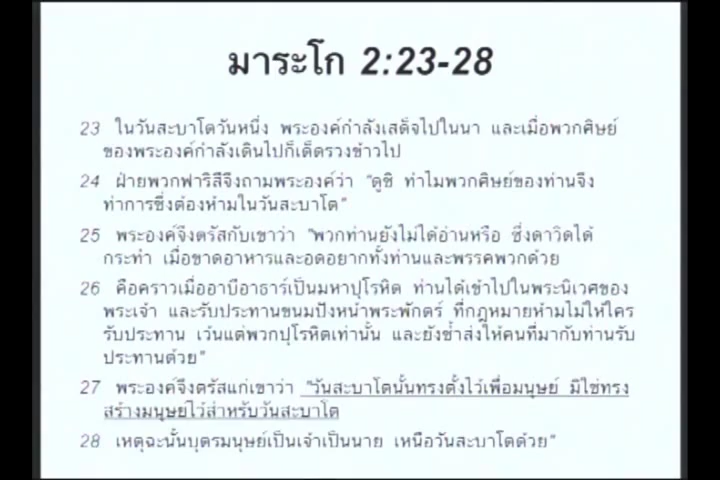 มาระโก 2:23-28
23 ในวันสะบาโตวันหนึ่ง พระองค์กำลังเสด็จไปในนา และเมื่อพวกศิษย์
ของพระองค์กำลังเดินไปก็เด็ดรวงข้าวไป
24 ฝ่ายพวกฟาริสีจึงถามพระองค์ว่า "ดูซิ ทำไมพวกศิษย์ของท่านจึง
ทำการซึ่งต้องห้ามในวันสะบาโต"
25 พระองค์จึงตรัสกับเขาว่า "พวกท่านยังไม่ได้อ่านหรือ ซึ่งดาวิดได้
กระทำ เมื่อขาดอาหารและอดอยากทั้งท่านและพรรคพวกด้วย
26 คือคราวเมื่ออาบีอาธาร์เป็นมหาปุโรหิต ท่านได้เข้าไปในพระนิเวศของ
พระเจ้า และรับประทานขนมปังหน้าพระพักตร์ ที่กฎหมายห้ามไม่ให้ใคร
รับประทาน เว้นแต่พวกปุโรหิตเท่านั้น และยังซ้ำส่งให้คนที่มากับท่านรับ
ประทานด้วย"
27 พระองค์จึงตรัสแก่เขาว่า "วันสะบาโตนั้นทรงตั้งไว้เพื่อมนุษย์ มิใช่ทรง
สร้างมนุษย์ไว้สำหรับวันสะบาโต
28 เหตุฉะนั้นบุตรมนุษย์เป็นเจ้าเป็นนาย เหนือวันสะบาโตด้วย"